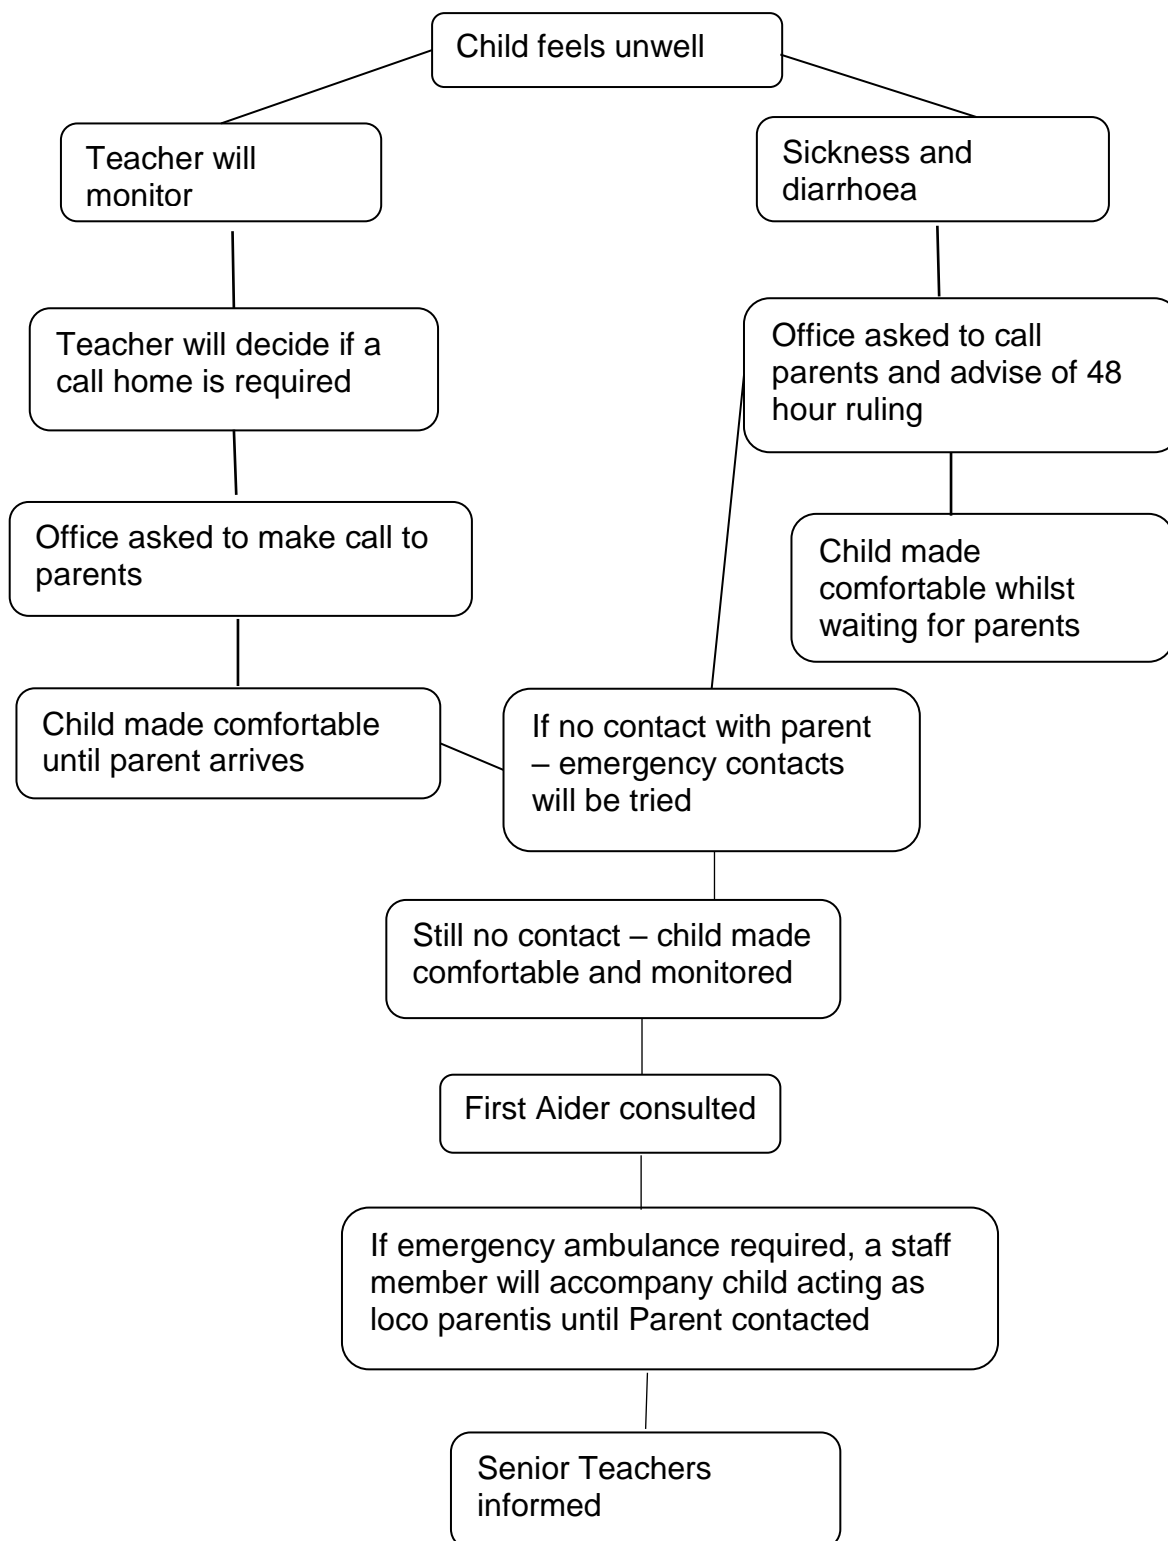 Child feels unwell
Teacher will
monitor
Sickness and
diarrhoea
Teacher will decide if a
call home is required
Office asked to call
parents and advise of 48
hour ruling
Office asked to make call to
parents
Child made
comfortable whilst
waiting for parents
Child made comfortable
until parent arrives
If no contact with parent
– emergency contacts
will be tried
Still no contact – child made
comfortable and monitored
First Aider consulted
If emergency ambulance required, a staff
member will accompany child acting as
loco parentis until Parent contacted
Senior Teachers
informed